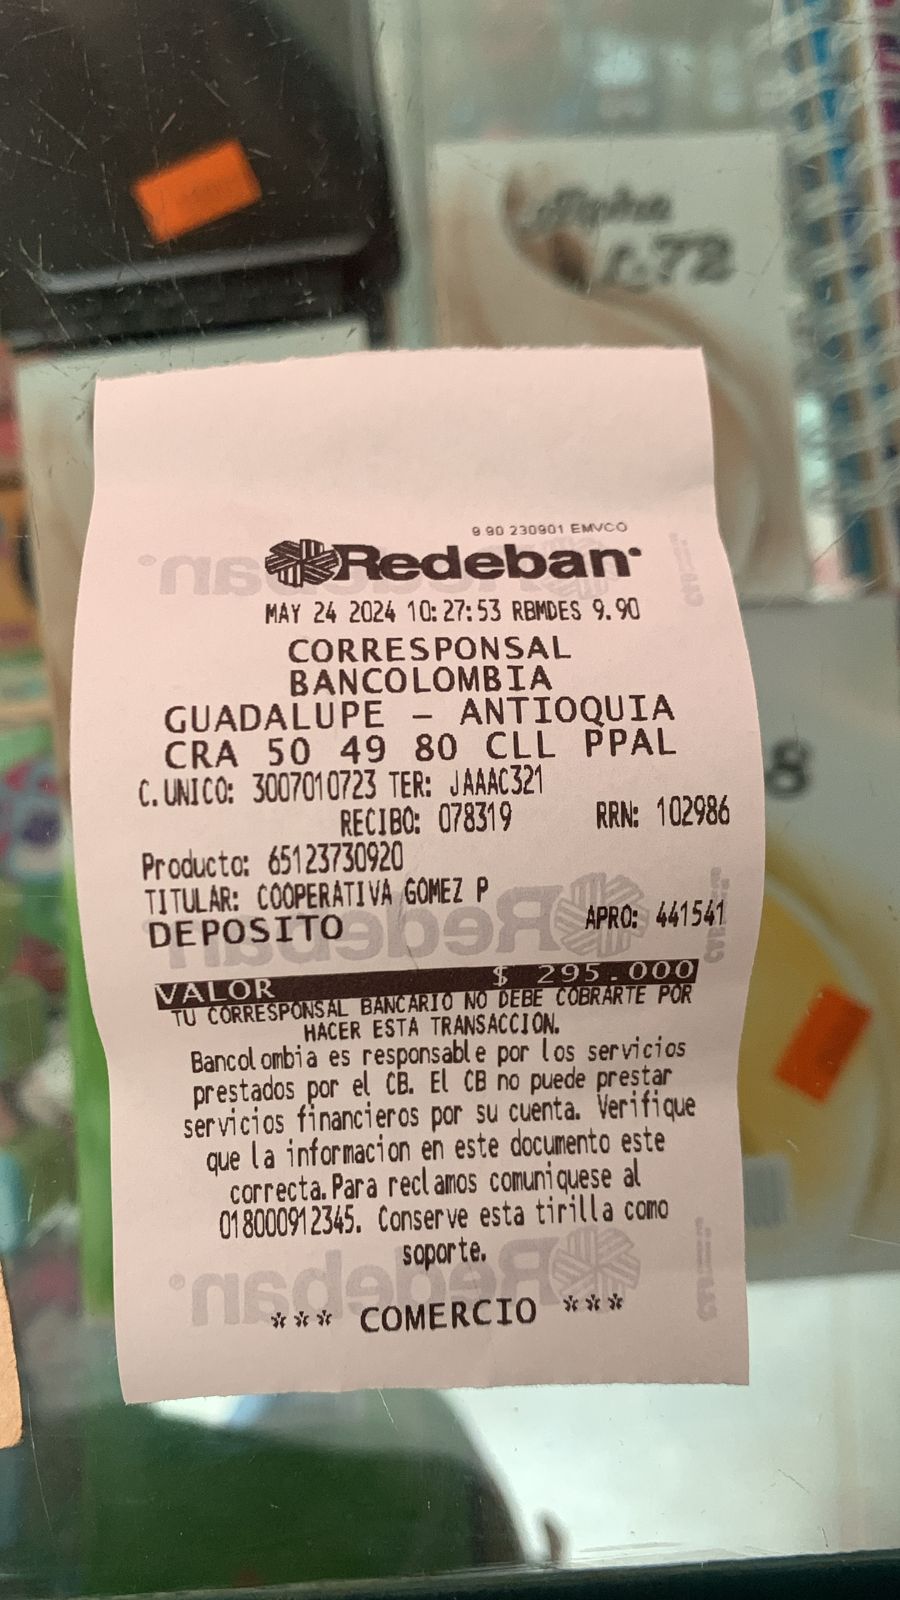 Alpha
L.72
9.90 230901 EMVCO
Redeban
MAY 24 2024 10:27:53 RBMDES 9.90
CORRESPONSAL
BANCOLOMBIA
GUADALUPE - ANTIOQUIA
CRA 50 49 80 CLL PPAL
C.UNICO: 3007010723 TER: JAAAC321
RECIBO: 078319 RRN: 102986
Producto: 65123730920
TITULAR: COOPERATIVA GOMEZ P
DEPOSITO APRO: 441541
VALOR $ 295.000
TU CORRESPONSAL BANCARIO NO DEBE COBRARTE POR
HACER ESTA TRANSACCION.
Bancolombia es responsable por los servicios
prestados por el CB. El CB no puede prestar
servicios financieros por su cuenta. Verifique
que la informacion en este documento este
correcta.Para reclamos comuniquese al
018000912345. Conserve esta tirilla como
soporte.
*** COMERCIO ***
8